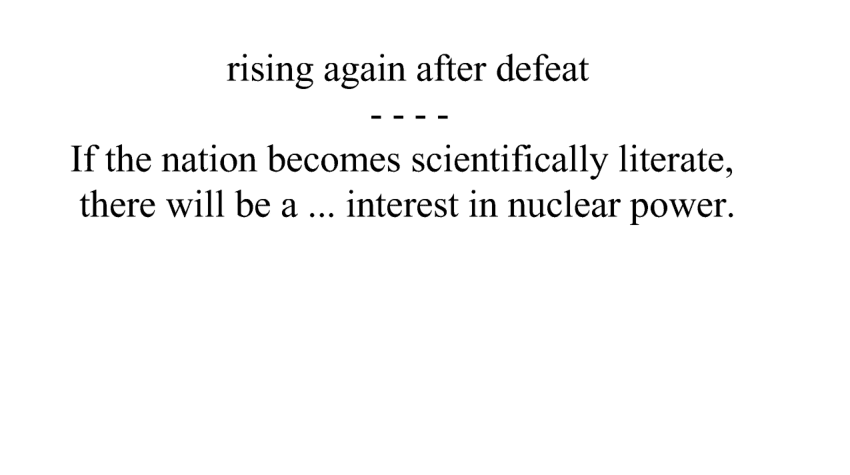 rising again after defeat
- - - -
If the nation becomes scientifically literate,
there will be a ... interest in nuclear power.